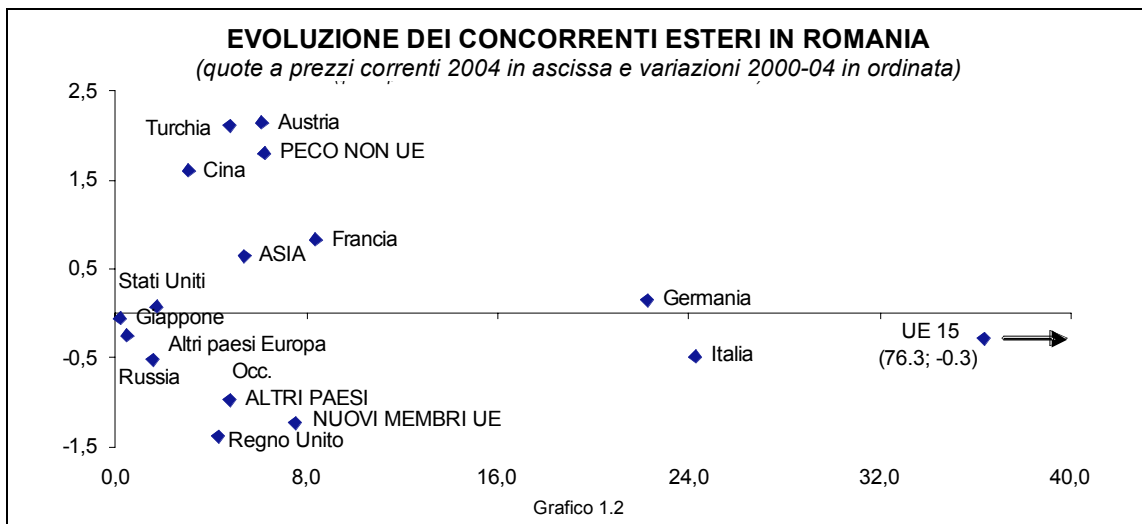 EVOLUZIONE DEI CONCORRENTI ESTERI IN ROMANIA
(quote a prezzi correnti 2004 in ascissa e variazioni 2000-04 in ordinata)
2,5
Turchia
Austria
PECO NON UE
Cina
1,5
Francia
ASIA
0,5
Stati Uniti
Germania
Giappone
UE 15
Altri paesi Europa
Italia
(76.3; -0.3)
-0,5
Russia
Occ.
ALTRI PAESI
NUOVI MEMBRI UE
Regno Unito
-1,5
0,0 8,0 16,0 24,0 32,0 40,0
Grafico 1.2